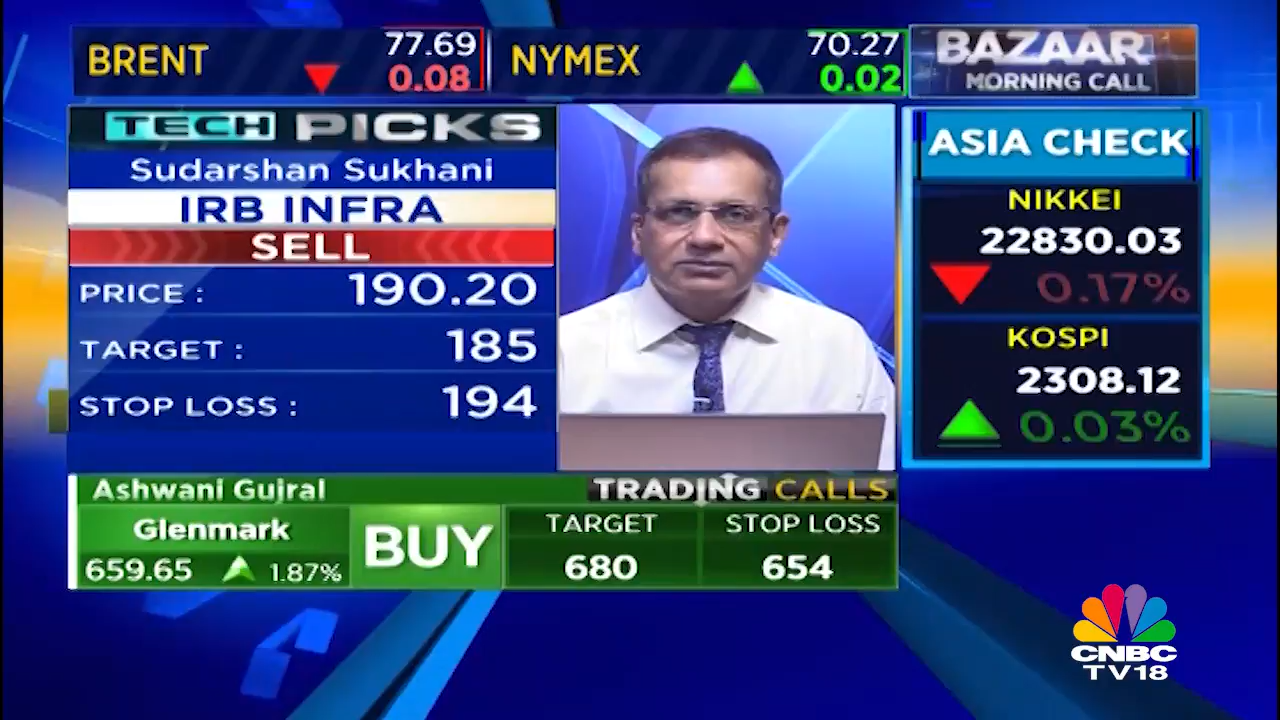 BRENT 77.69
0.08
NYMEX 70.27
0.02
BAZAAR
MORNING CALL
TECH PICKS
Sudarshan Sukhani
IRB INFRA
SELL
PRICE : 190.20
TARGET : 185
STOP LOSS : 194
ASIA CHECK
NIKKEI
22830.03
0.17%
KOSPI
2308.12
0.03%
Ashwani Gujral
TRADING CALLS
Glenmark
659.65 1.87%
BUY
TARGET
680
STOP LOSS
654
CNBC
TV18